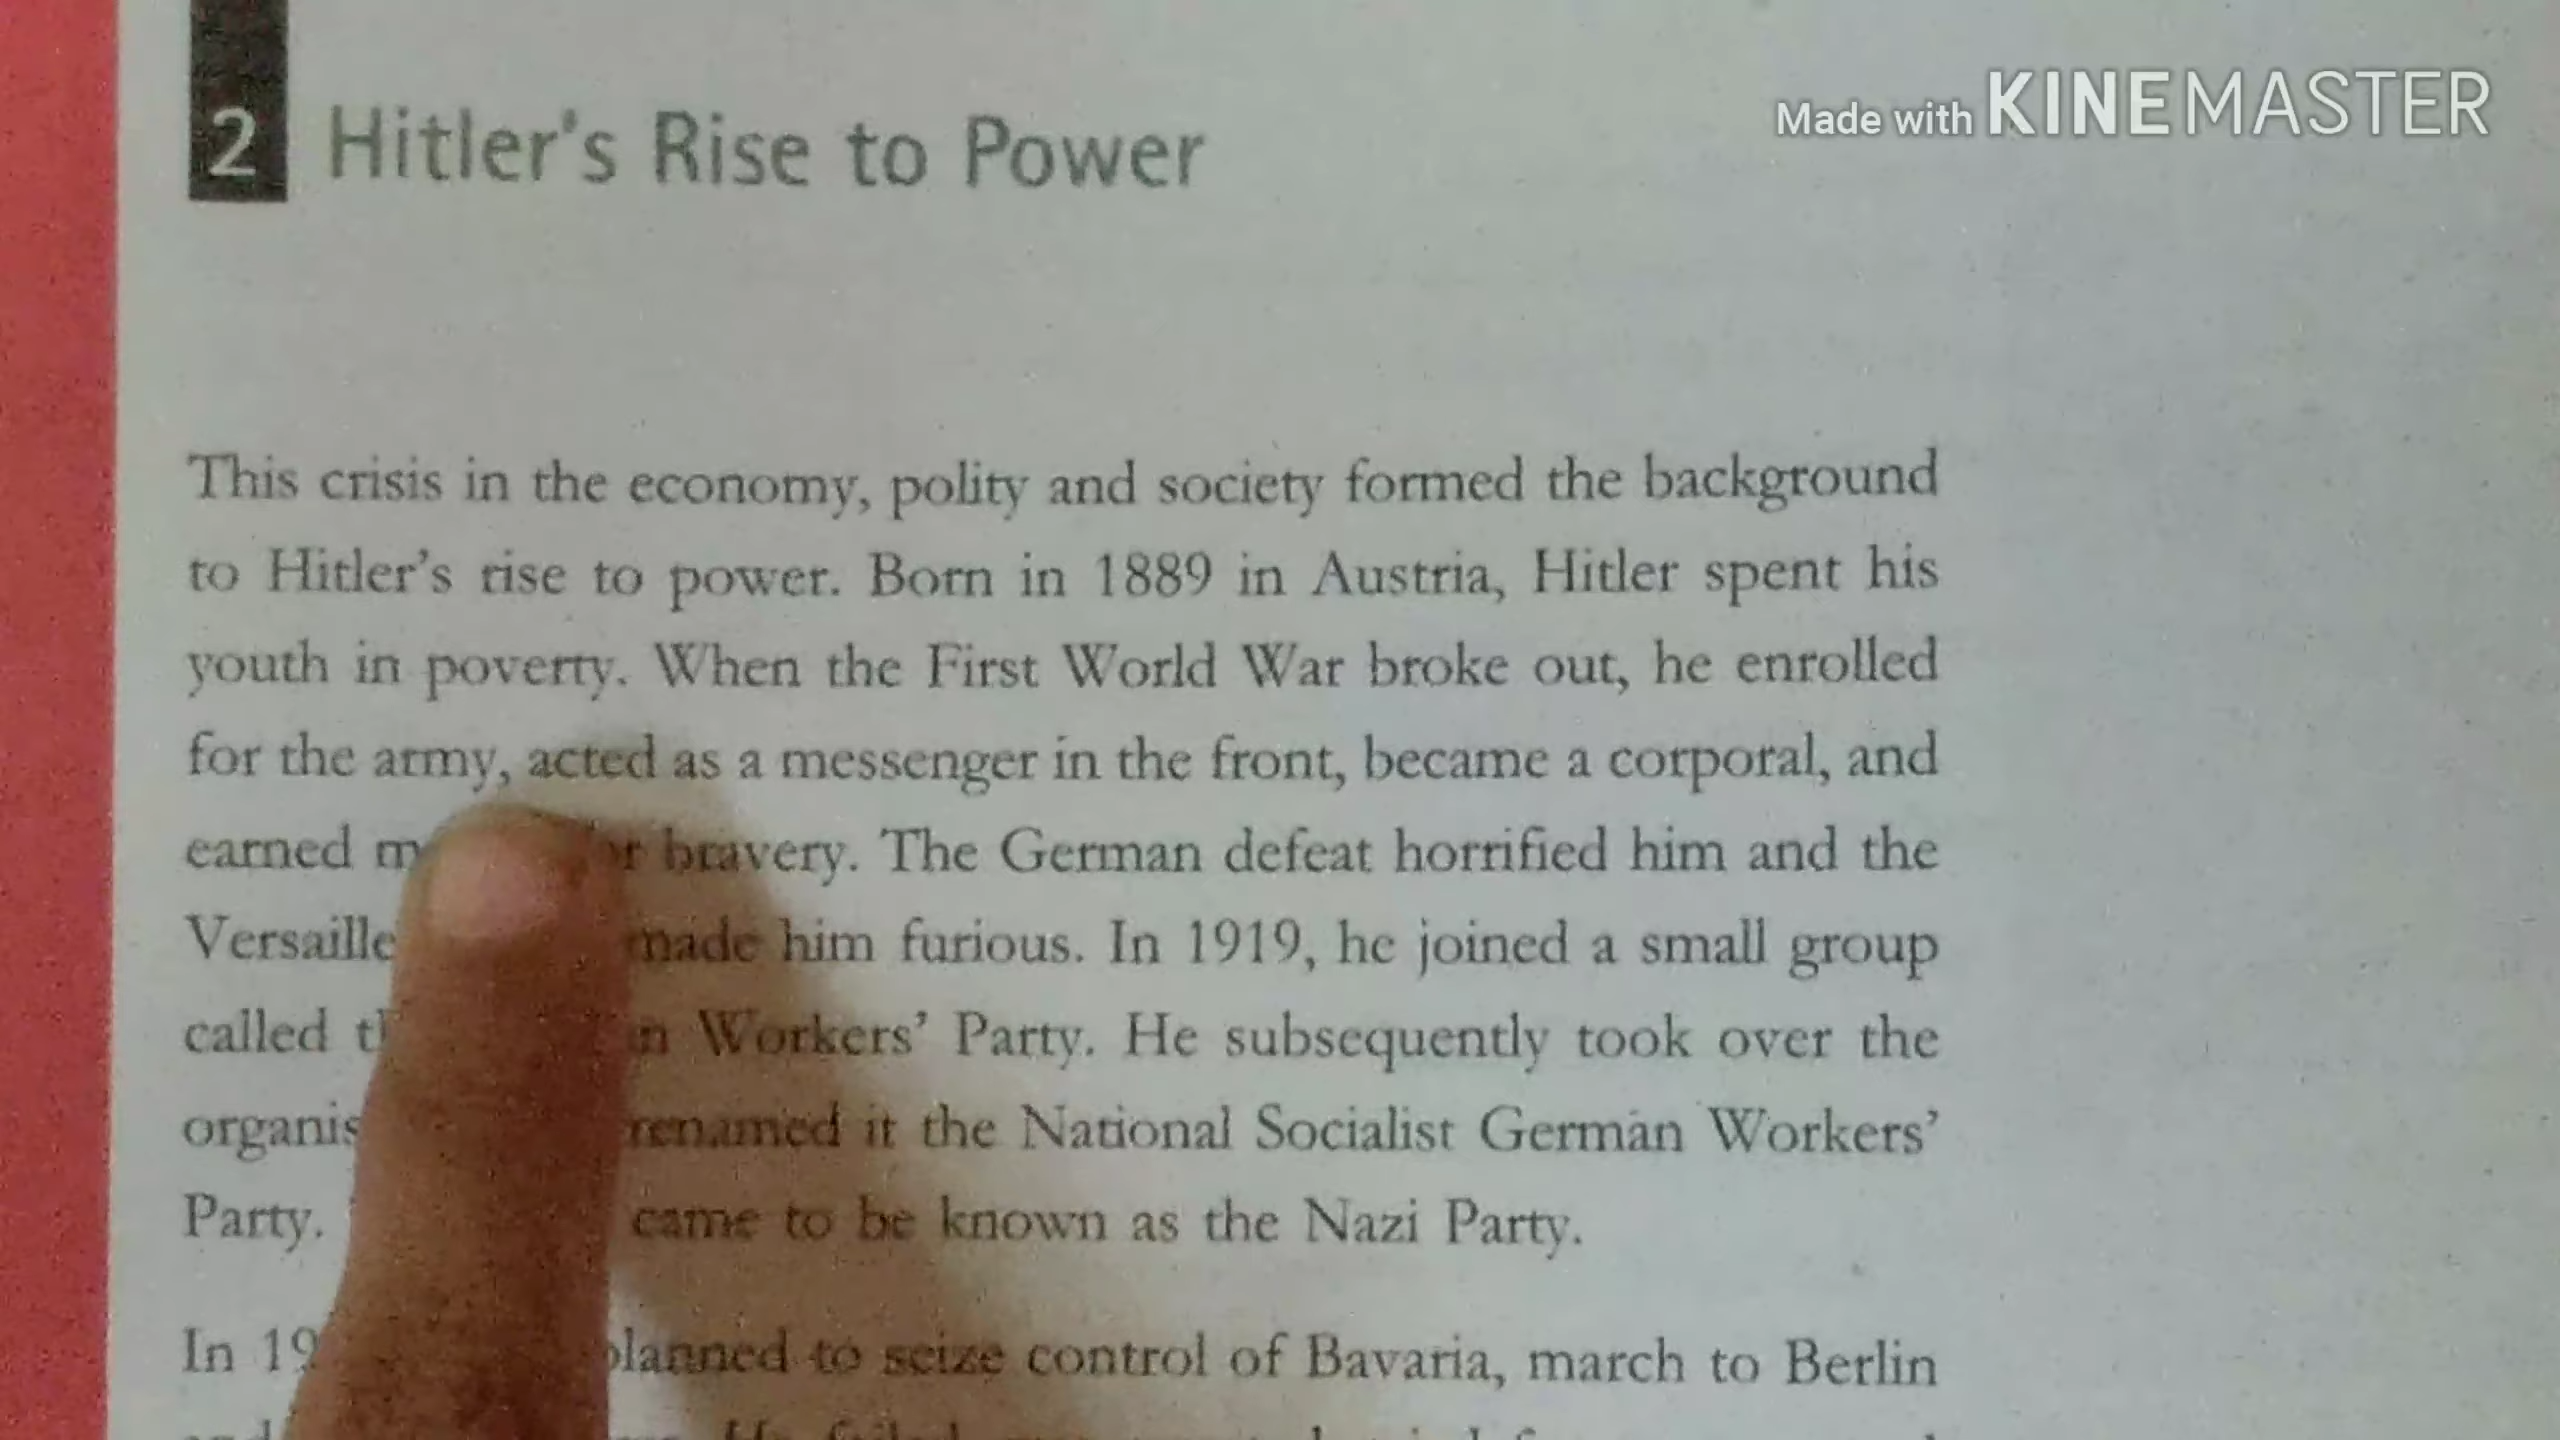 2 Hitler's Rise to Power
Made with KINEMASTER
This crisis in the economy, polity and society formed the background
to Hitler's rise to power. Born in 1889 in Austria, Hitler spent his
youth in poverty. When the First World War broke out, he enrolled
for the army, acted as a messenger in the front, became a corporal, and
earned bravery. The German defeat horrified him and the
made him furious. In 1919, he joined a small group
called Workers' Party. He subsequently took over the
renamed it the National Socialist German Workers'
Party. came to be known as the Nazi Party.
In planned to seize control of Bavaria, march to Berlin